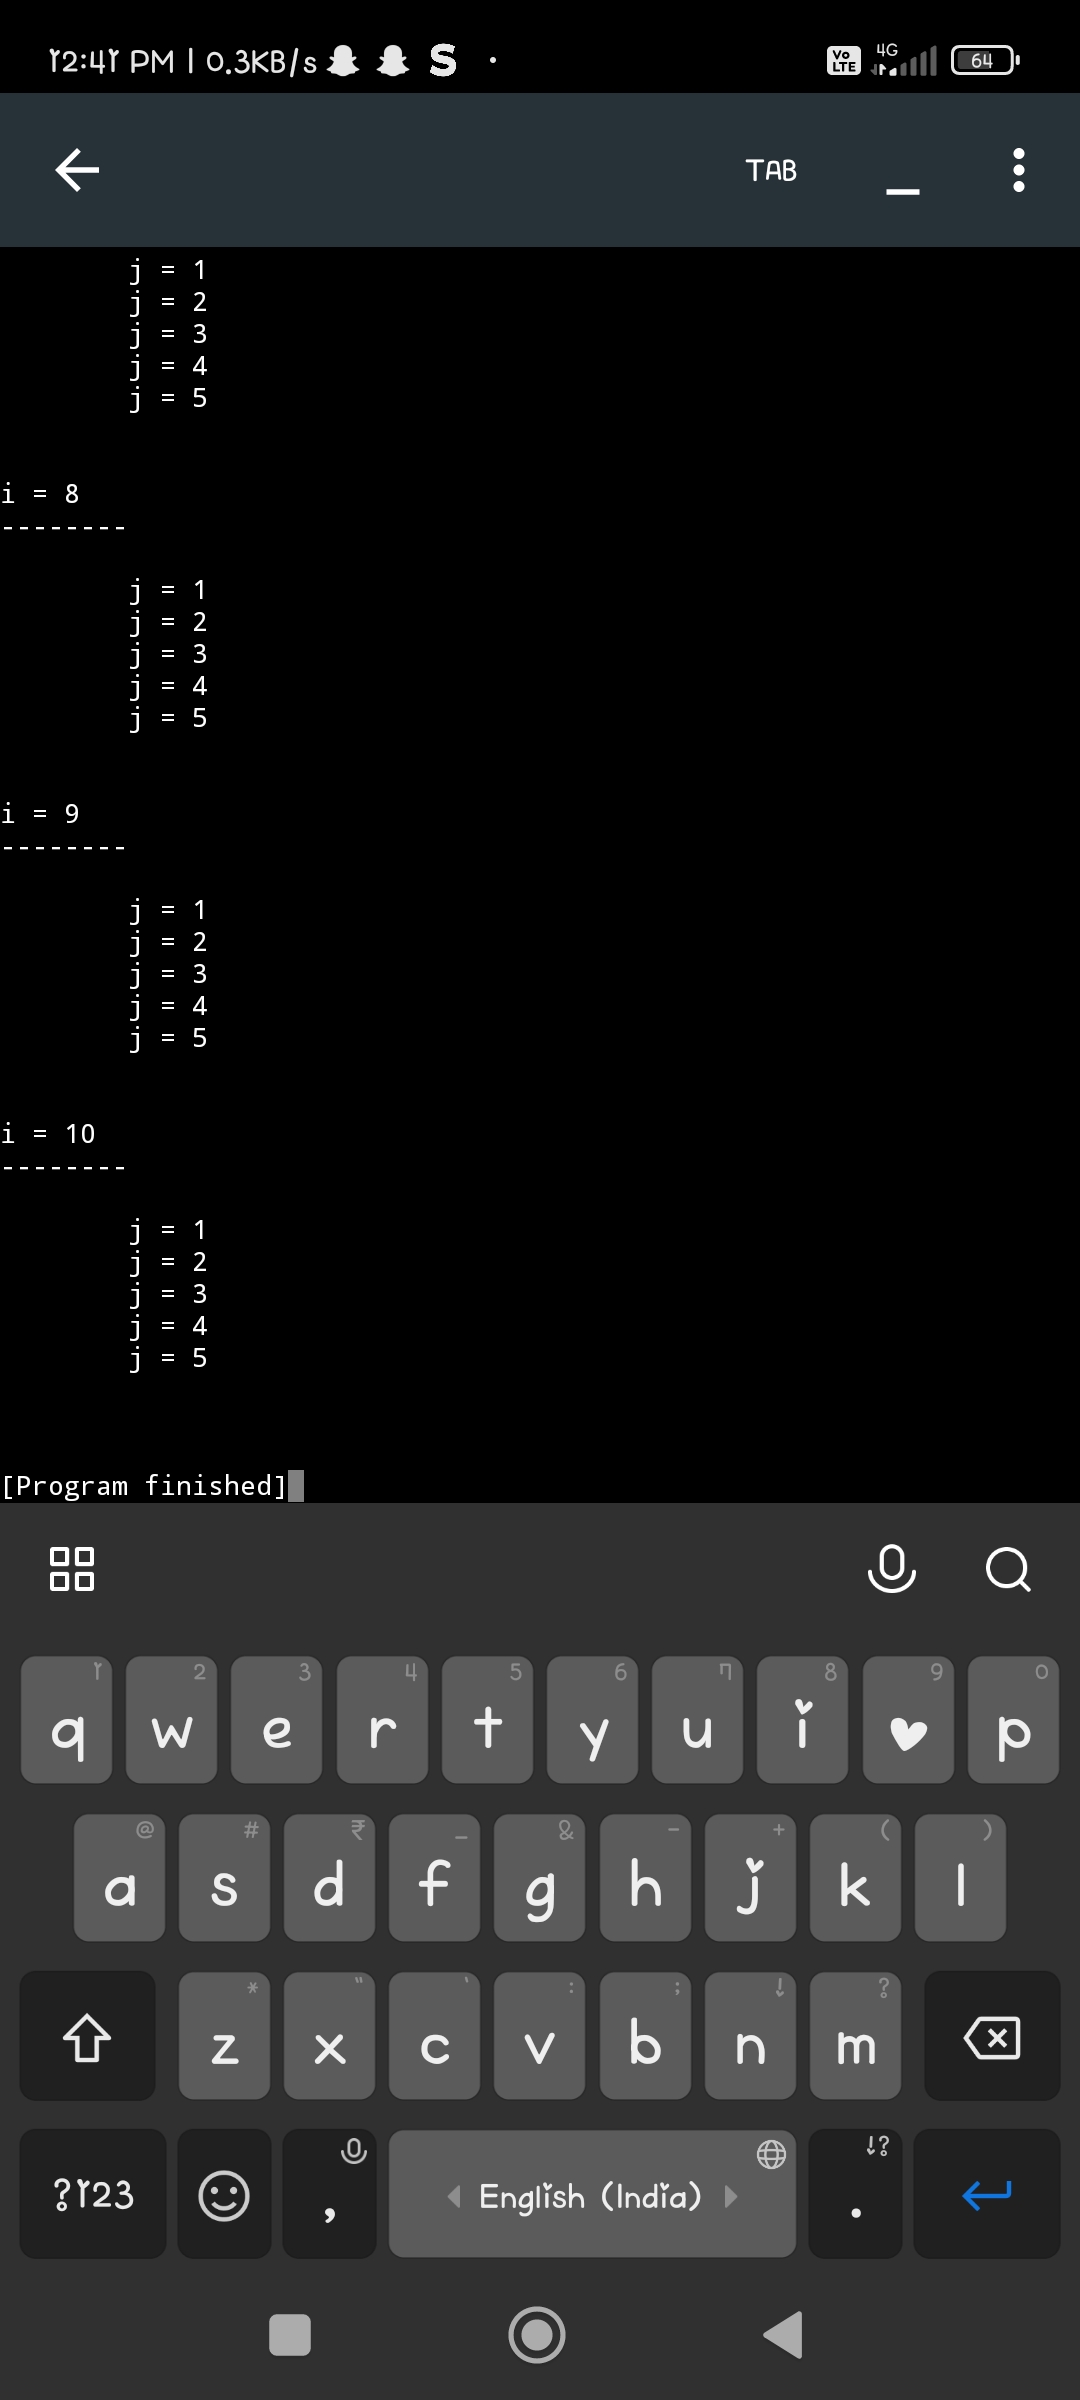 12:41 PM | 0.3KB/s S
Vo LTE 4G 64
TAB _
j = 1
j = 2
j = 3
j = 4
j = 5
i = 8
--------
j = 1
j = 2
j = 3
j = 4
j = 5
i = 9
--------
j = 1
j = 2
j = 3
j = 4
j = 5
i = 10
--------
j = 1
j = 2
j = 3
j = 4
j = 5
[Program finished]
1 2 3 4 5 6 7 8 9 0
q w e r t y u i ♥ p
@ # ₹ _ & - + ( )
a s d f g h j k l
* " ' : ; ! ?
z x c v b n m
!?
?123 , English (India) .